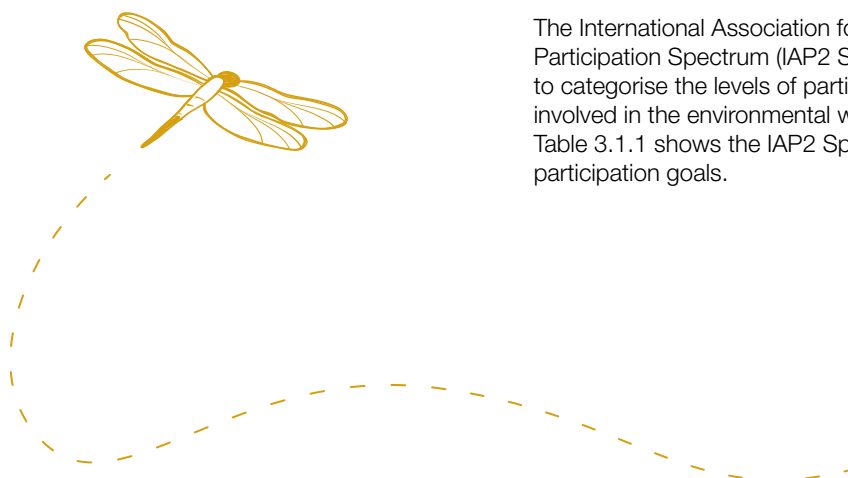 The International Association fo
Participation Spectrum (IAP2 S
to categorise the levels of parti
involved in the environmental w
Table 3.1.1 shows the IAP2 Sp
participation goals.